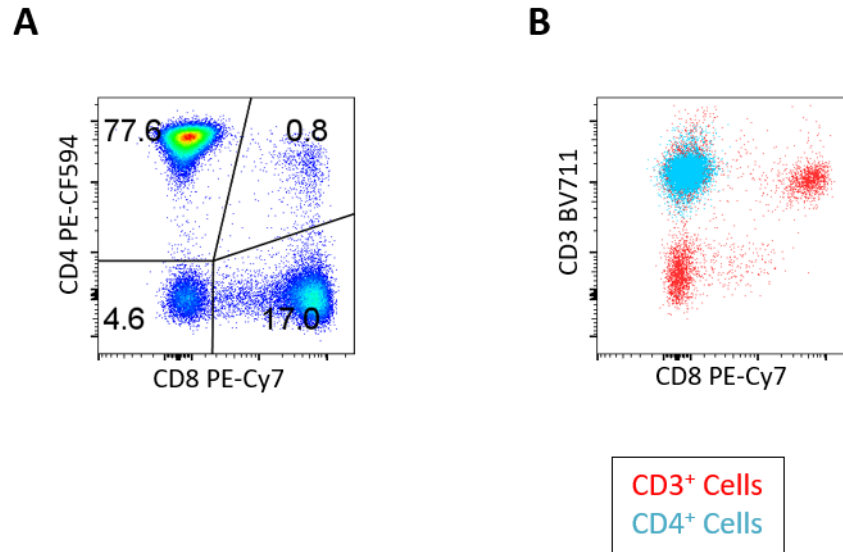 A
B
77.6
0.8
CD4 PE-CF594
4.6
17.0
CD8 PE-Cy7
CD3 BV711
CD8 PE-Cy7
CD3⁺ Cells
CD4⁺ Cells